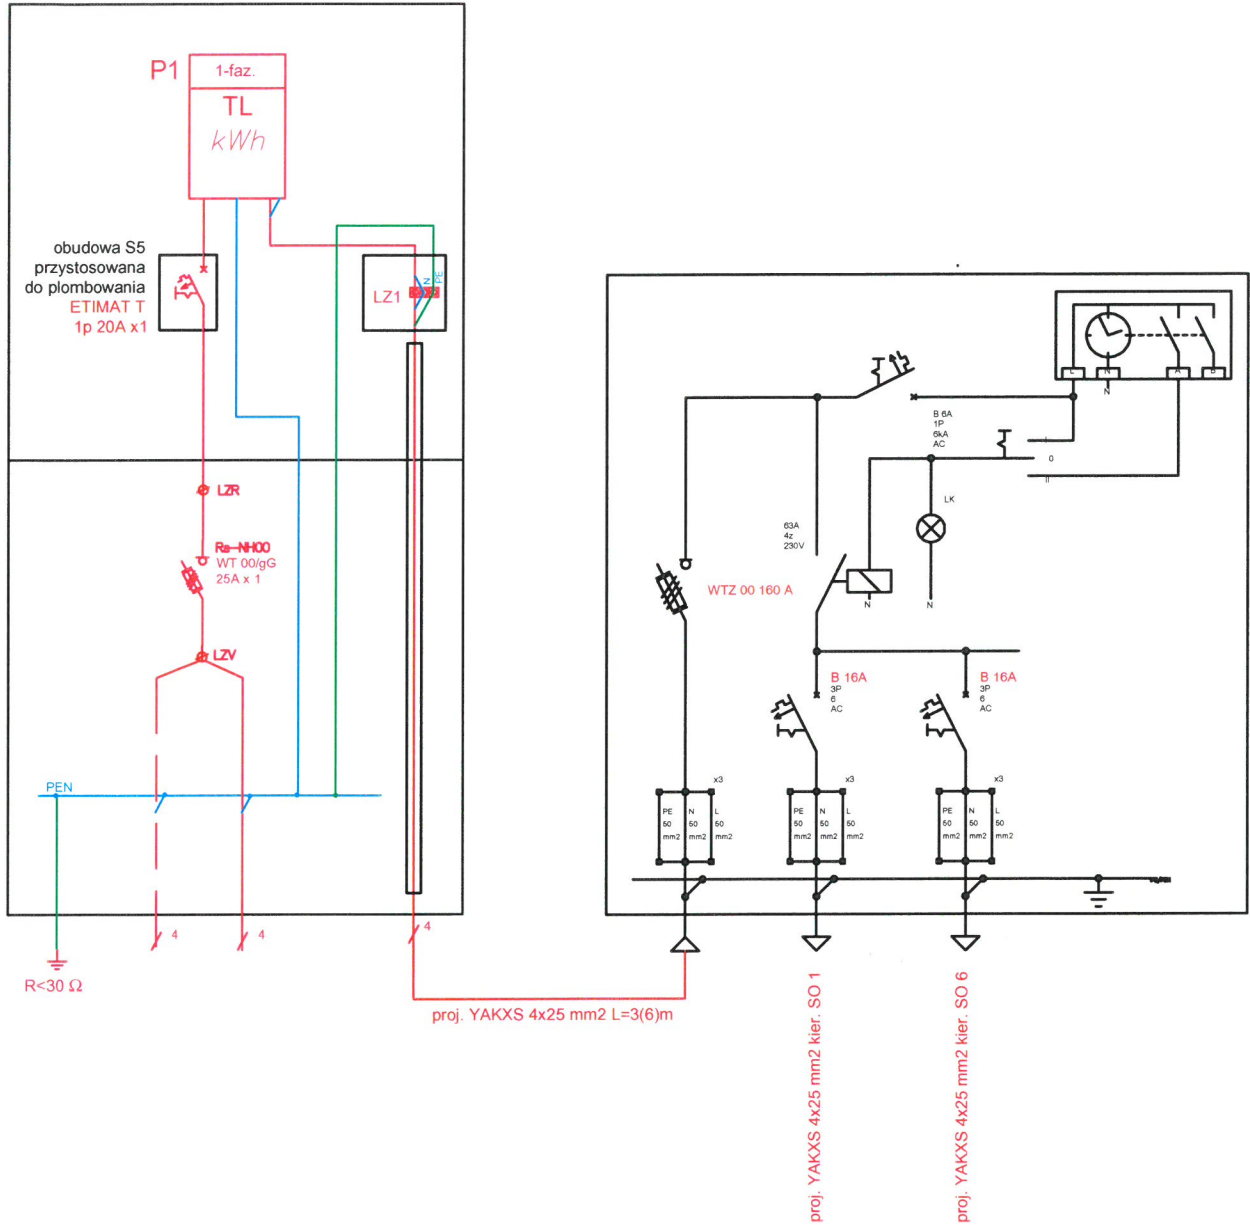 P1
1-faz.
TL
kWh
obudowa S5
przystosowana
do plombowania
ETIMAT T
1p 20A x1
LZ1
N
PE
LZR
WT 00/gG
25A x 1
LZV
PEN
4
4
4
R<30 Ω
proj. YAKXS 4x25 mm2 L=3(6)m
L
N
A
B
N
B 6A
1P
6kA
AC
I
0
II
LK
63A
4z
230V
N
N
WTZ 00 160 A
B 16A
3P
6
AC
B 16A
3P
6
AC
x3
PE N L
50 50 50
mm2 mm2 mm2
x3
PE N L
50 50 50
mm2 mm2 mm2
x3
PE N L
50 50 50
mm2 mm2 mm2
proj. YAKXS 4x25 mm2 kier. SO 1
proj. YAKXS 4x25 mm2 kier. SO 6